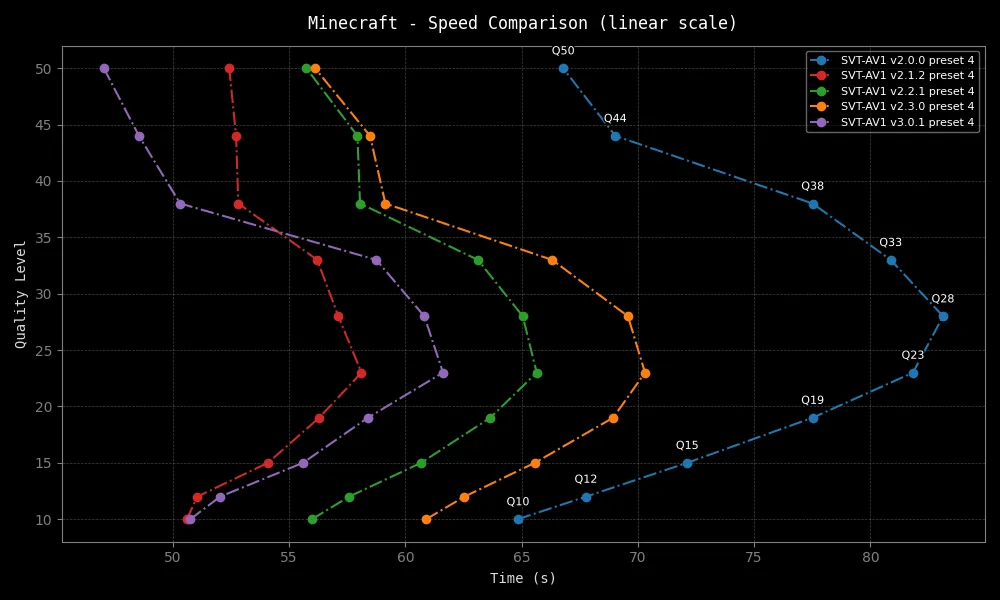 Minecraft - Speed Comparison (linear scale)
SVT-AV1 v2.0.0 preset 4
SVT-AV1 v2.1.2 preset 4
SVT-AV1 v2.2.1 preset 4
SVT-AV1 v2.3.0 preset 4
SVT-AV1 v3.0.1 preset 4
Q50
Q44
Q38
Q33
Q28
Q23
Q19
Q15
Q12
Q10
Quality Level
50
45
40
35
30
25
20
15
10
50 55 60 65 70 75 80
Time (s)